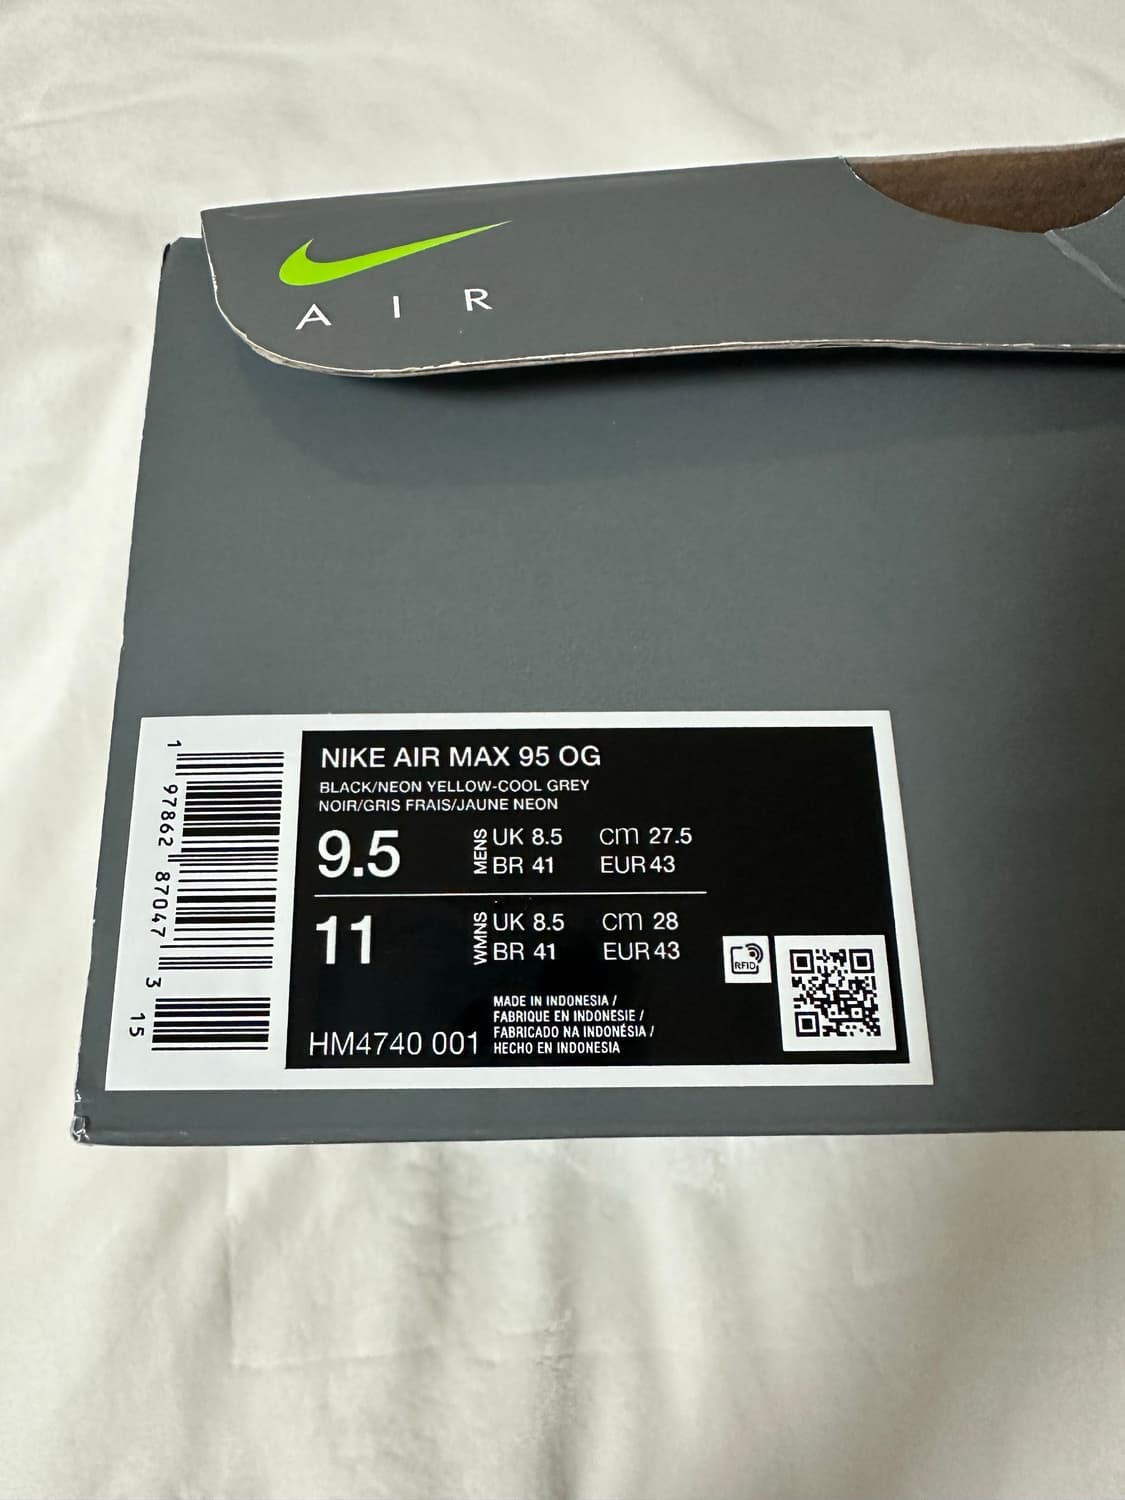 AIR
NIKE AIR MAX 95 OG
BLACK/NEON YELLOW-COOL GREY
NOIR/GRIS FRAIS/JAUNE NEON
9.5 MENS UK 8.5 cm 27.5
BR 41 EUR 43
11 WMNS UK 8.5 cm 28
BR 41 EUR 43
RFID
MADE IN INDONESIA /
FABRIQUE EN INDONESIE /
FABRICADO NA INDONÉSIA /
HM4740 001 HECHO EN INDONESIA
1 97862 87047 3
15